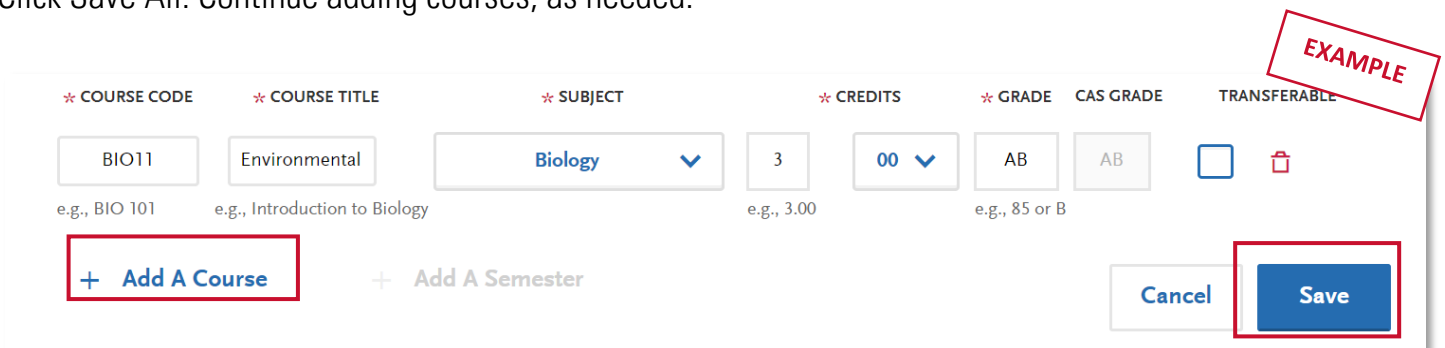 Click Save All. Continue adding courses, as needed.
EXAMPLE
* COURSE CODE * COURSE TITLE * SUBJECT * CREDITS * GRADE CAS GRADE TRANSFERABLE
BIO11 Environmental Biology 3 00 AB AB
e.g., BIO 101 e.g., Introduction to Biology e.g., 3.00 e.g., 85 or B
+ Add A Course + Add A Semester Cancel Save